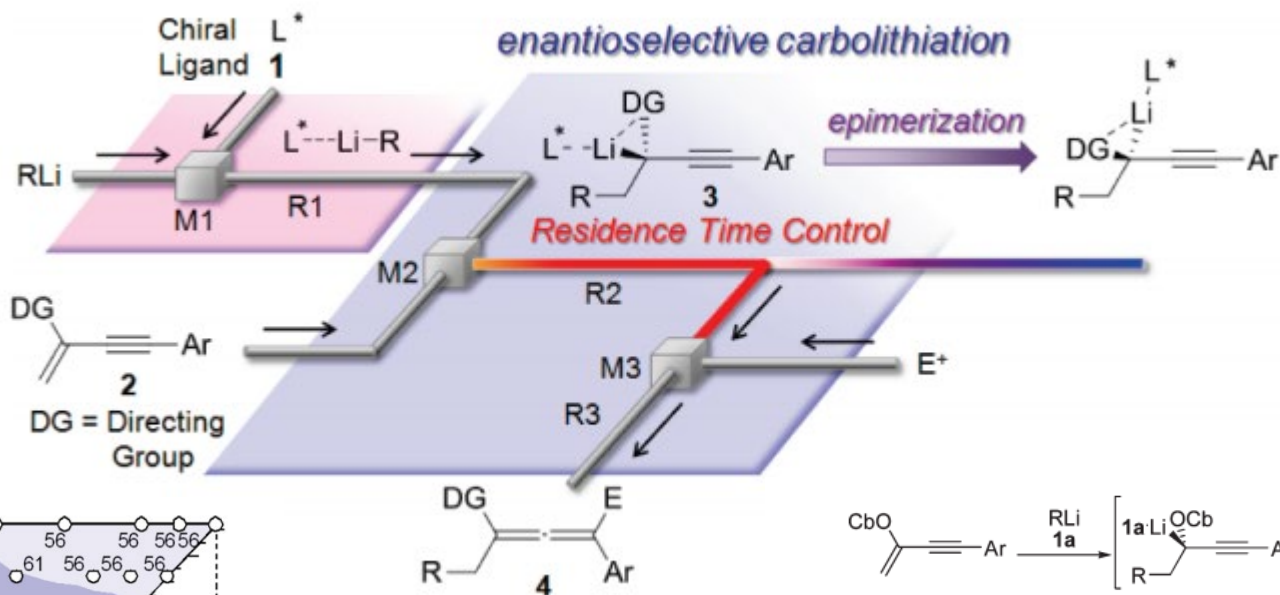 Chiral
Ligand
L*
1
enantioselective carbolithiation
L*---Li–R
RLi
M1
R1
DG
L*
Li
Ar
R
3
epimerization
L*
Li
DG
Ar
R
Residence Time Control
M2
R2
DG
Ar
2
DG = Directing
Group
M3
E+
R3
DG
E
R
Ar
4
56 56 56 56
61 56 56 56
CbO
Ar
RLi
1a
1a·Li
OCb
R